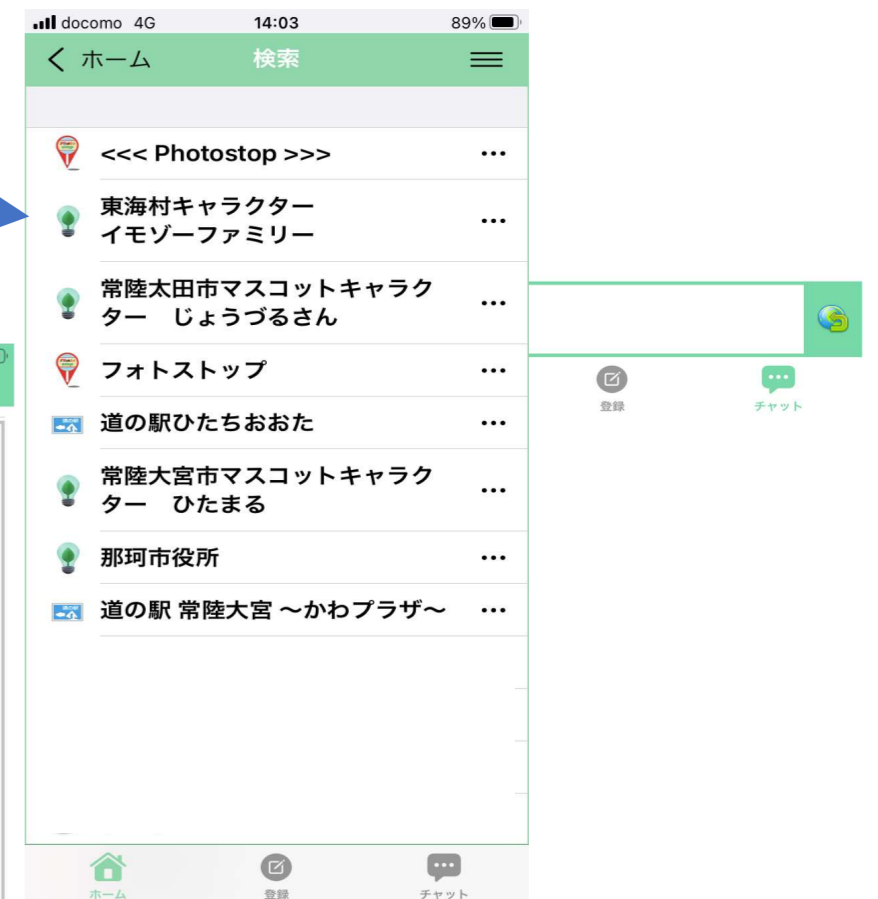 docomo 4G 14:03 89%
ホーム 検索
<<< Photostop >>>
東海村キャラクター
イモゾーファミリー
常陸太田市マスコットキャラク
ター　じょうづるさん
フォトストップ
道の駅ひたちおおた
常陸大宮市マスコットキャラク
ター　ひたまる
那珂市役所
道の駅 常陸大宮 〜かわプラザ〜
ホーム 登録 チャット
登録 チャット